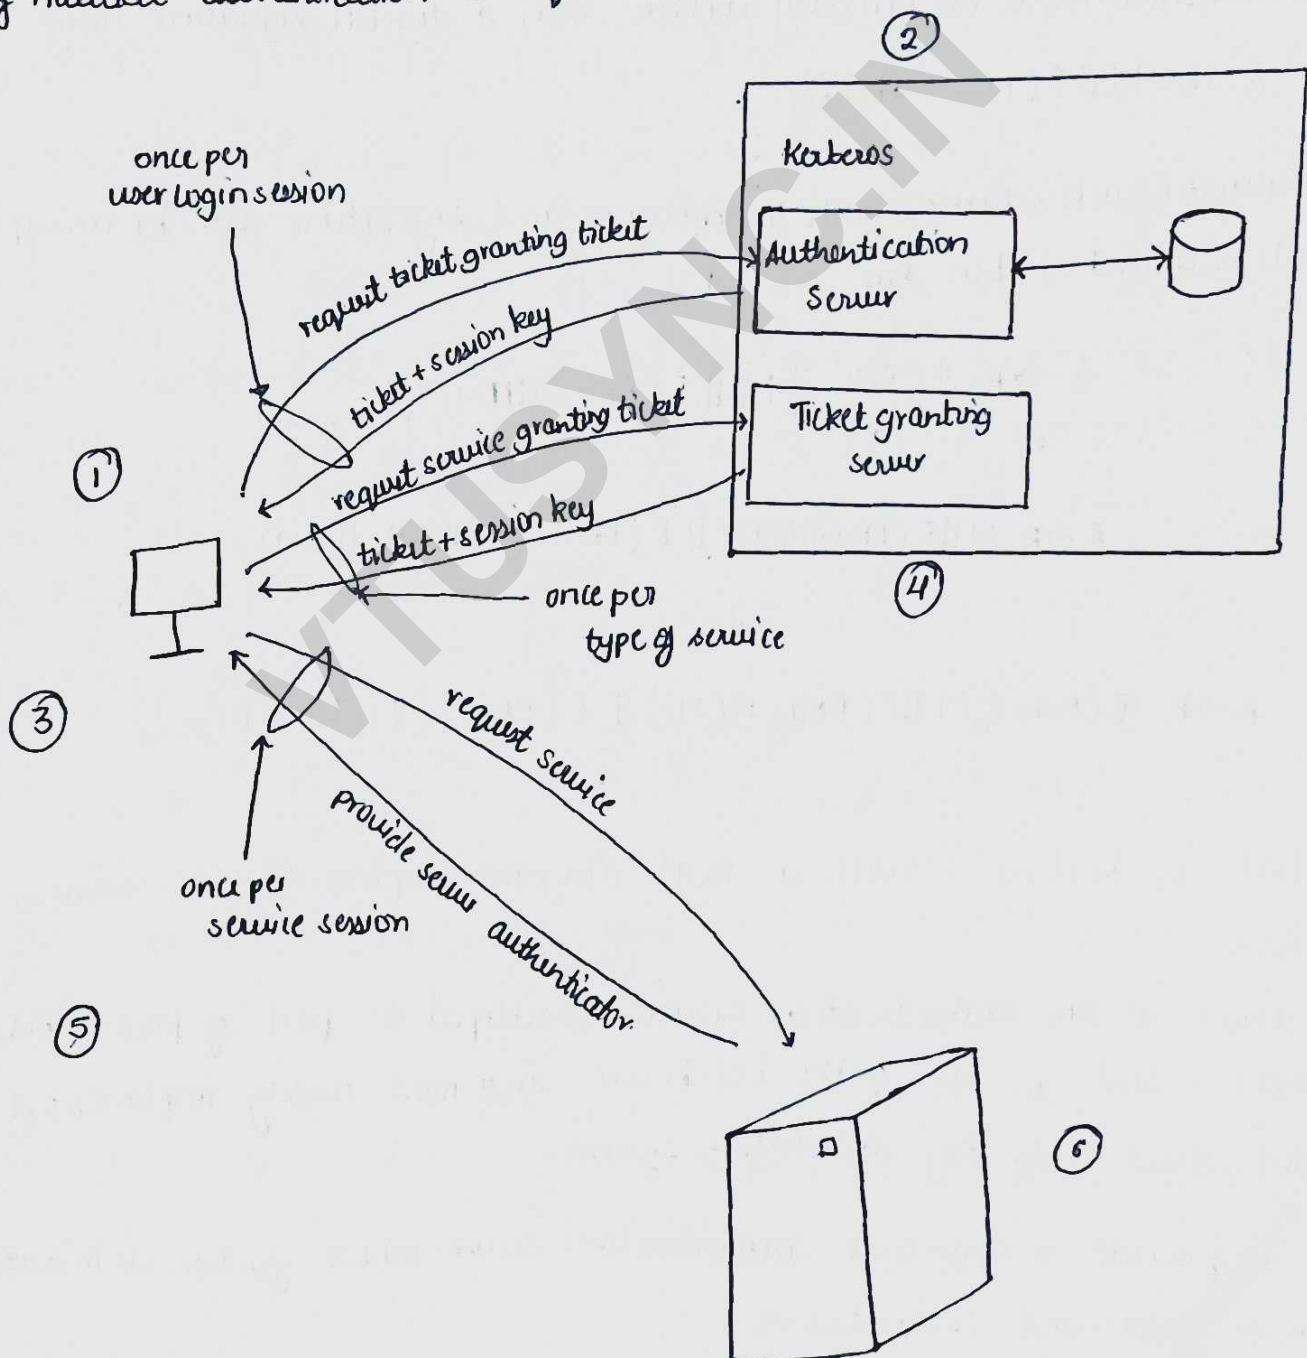 2
once per
user login session
Kerberos
Authentication
Server
request ticket granting ticket
ticket + session key
request service granting ticket
Ticket granting
server
1
ticket + session key
once per
type of service
4
3
request service
provide server authenticator.
once per
service session
5
6
VTUSYNC.IN